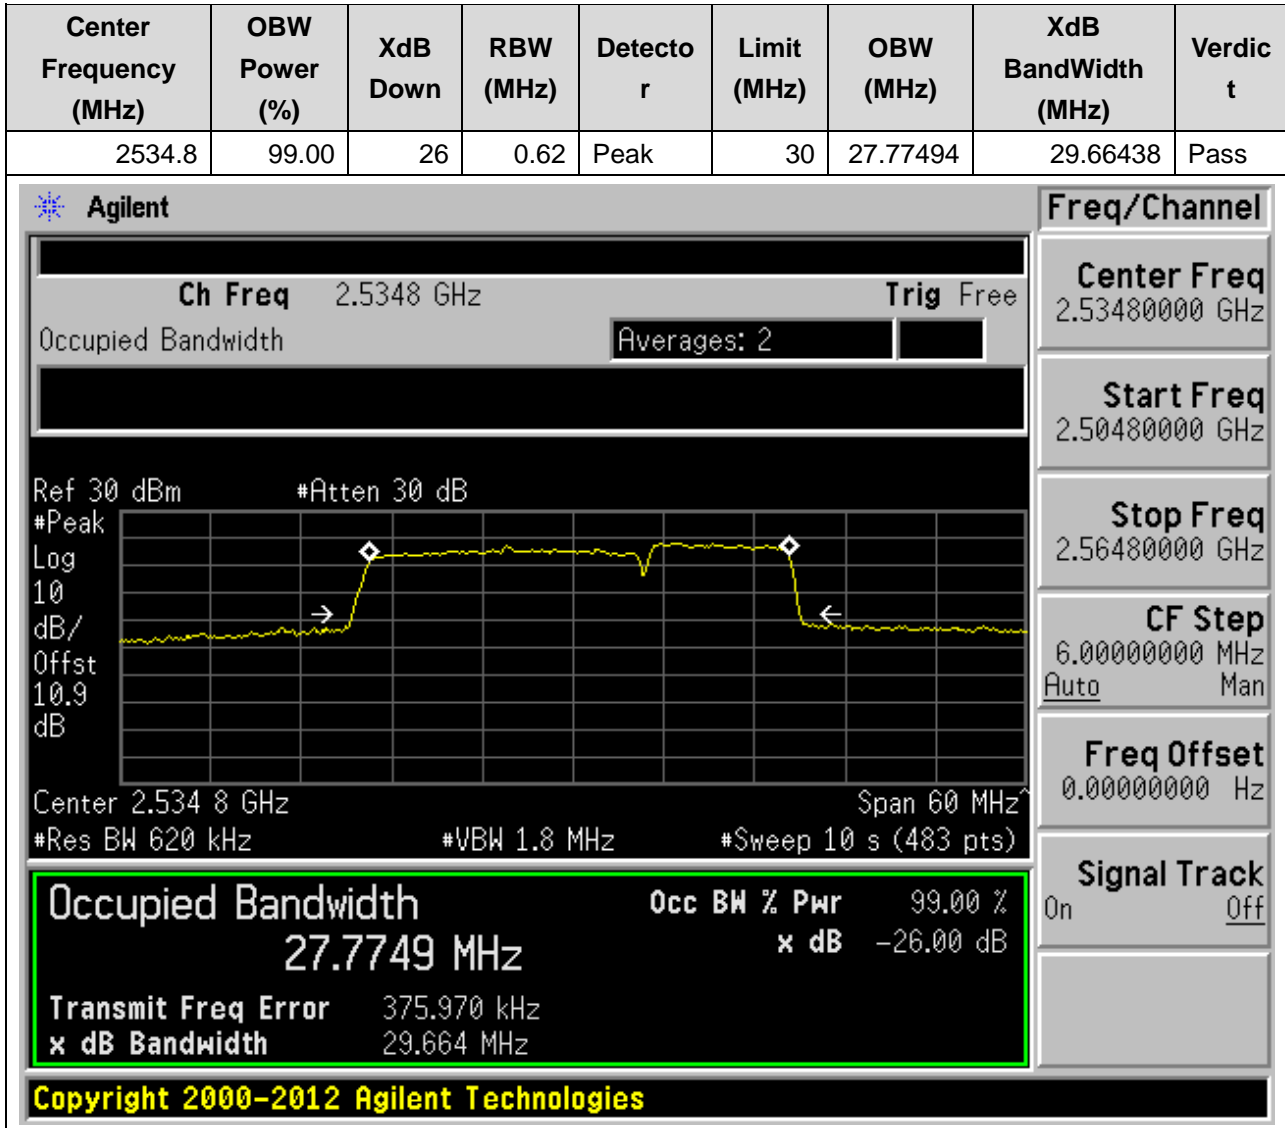 Center Frequency (MHz) OBW Power (%) XdB Down RBW (MHz) Detecto r Limit (MHz) OBW (MHz) XdB BandWidth (MHz) Verdic t
2534.8 99.00 26 0.62 Peak 30 27.77494 29.66438 Pass
Agilent
Freq/Channel
Ch Freq 2.5348 GHz Trig Free
Occupied Bandwidth Averages: 2
Ref 30 dBm #Atten 30 dB
#Peak
Log
10
dB/
Offst
10.9
dB
Center 2.534 8 GHz Span 60 MHz^
#Res BW 620 kHz #VBW 1.8 MHz #Sweep 10 s (483 pts)
Occupied Bandwidth Occ BW % Pwr 99.00 %
27.7749 MHz x dB -26.00 dB
Transmit Freq Error 375.970 kHz
x dB Bandwidth 29.664 MHz
Copyright 2000-2012 Agilent Technologies
Center Freq
2.53480000 GHz
Start Freq
2.50480000 GHz
Stop Freq
2.56480000 GHz
CF Step
6.00000000 MHz
Auto Man
Freq Offset
0.00000000 Hz
Signal Track
On Off